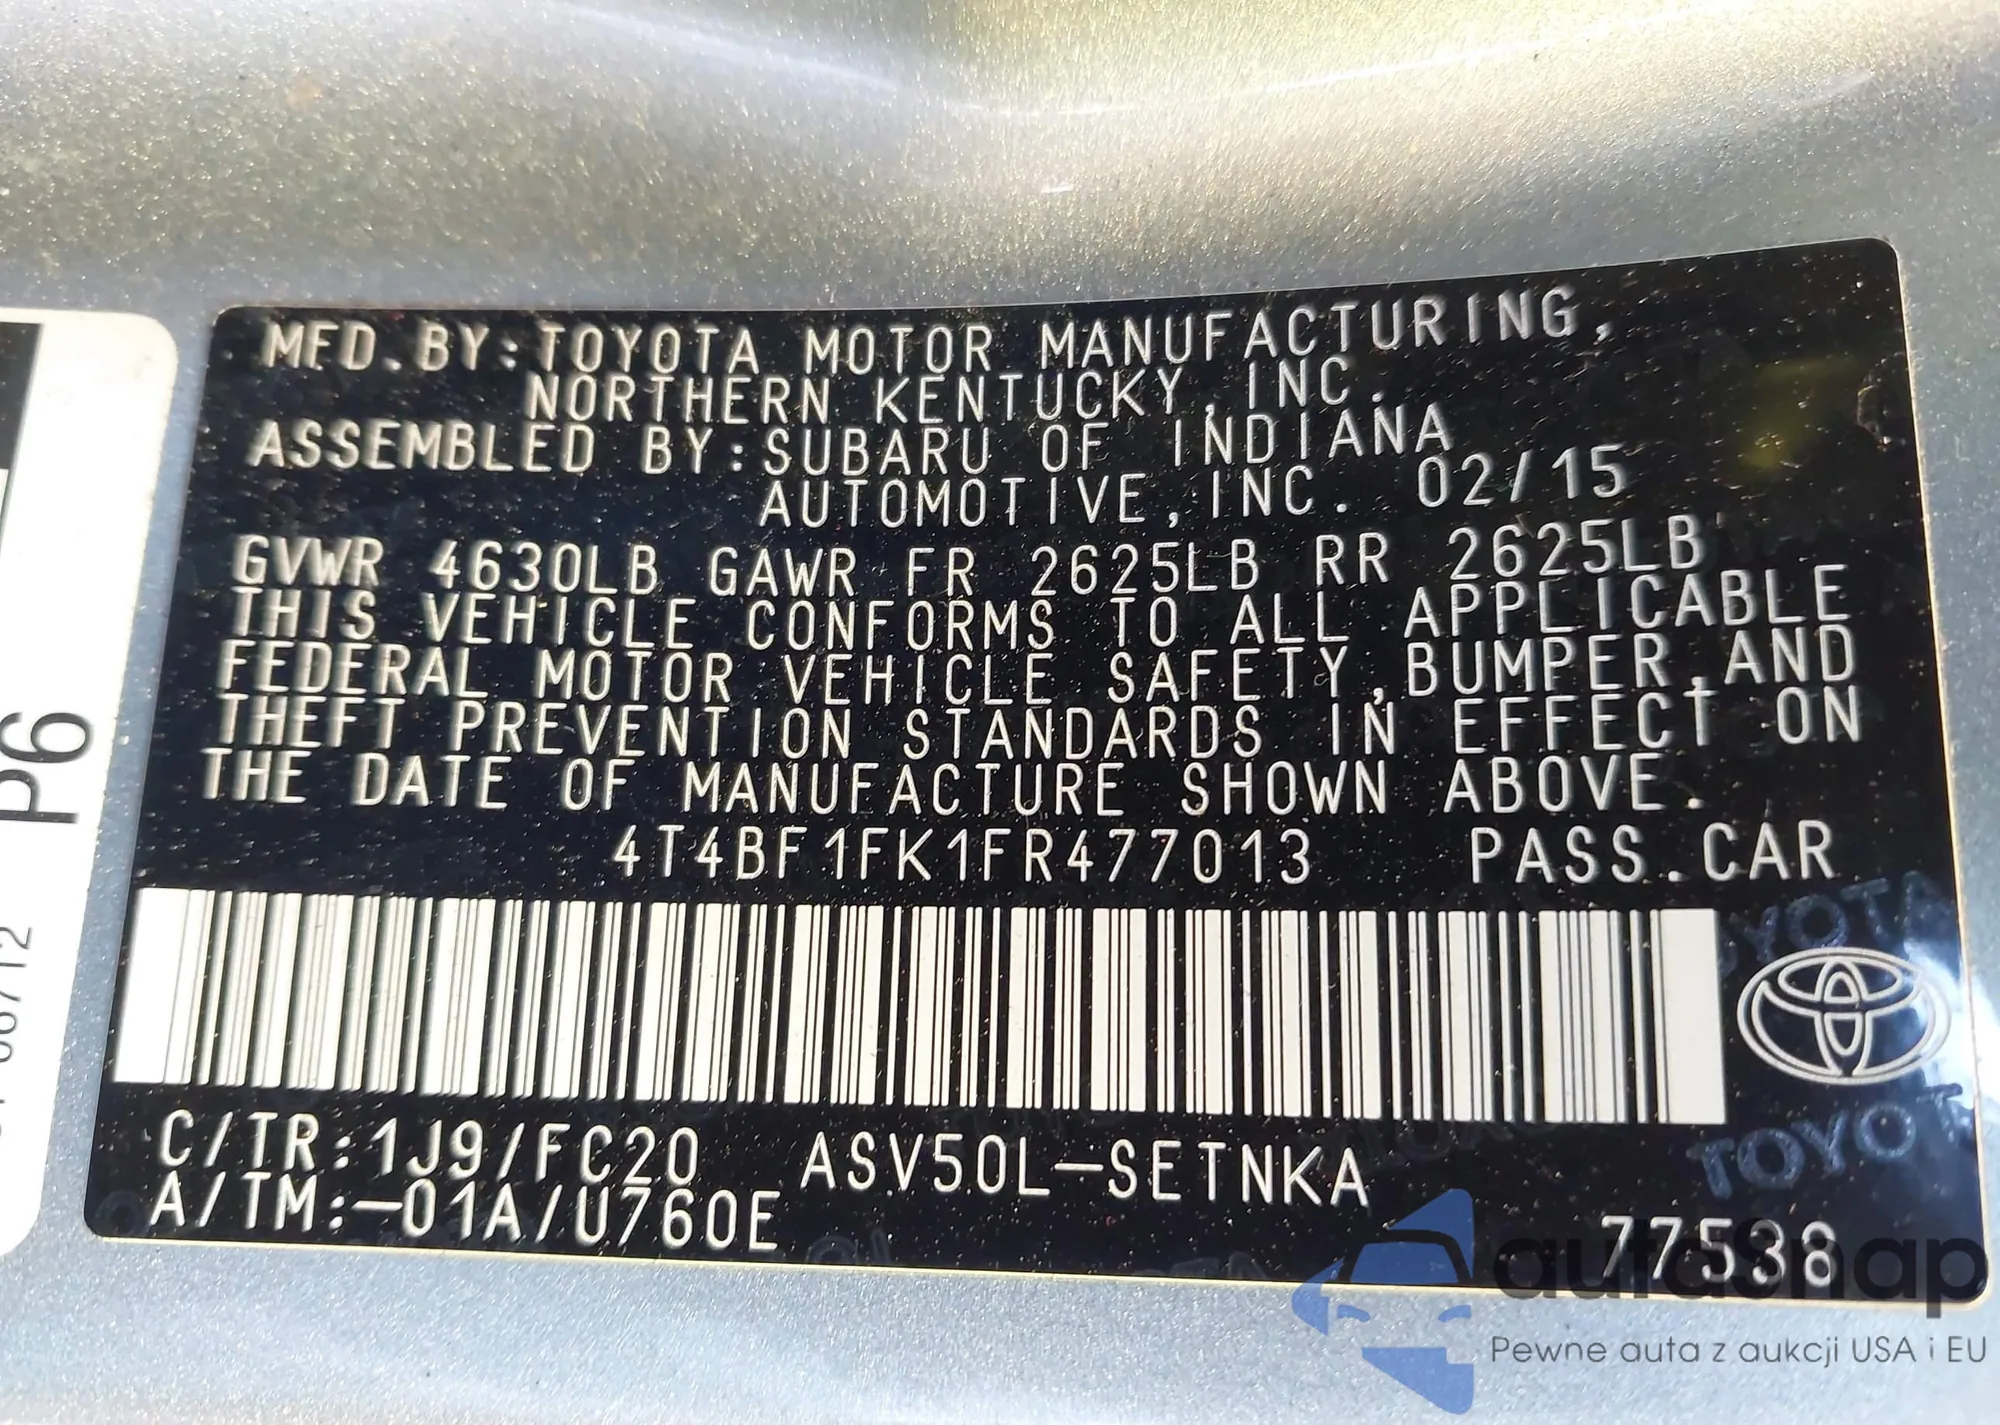 MFD.BY:TOYOTA MOTOR MANUFACTURING,
NORTHERN KENTUCKY,INC.
ASSEMBLED BY:SUBARU OF INDIANA
AUTOMOTIVE,INC. 02/15
GVWR 4630LB GAWR FR 2625LB RR 2625LB
THIS VEHICLE CONFORMS TO ALL APPLICABLE
FEDERAL MOTOR VEHICLE SAFETY,BUMPER,AND
THEFT PREVENTION STANDARDS IN EFFECT ON
THE DATE OF MANUFACTURE SHOWN ABOVE.
4T4BF1FK1FR477013 PASS.CAR
C/TR:1J9/FC20 ASV50L-SETNKA
A/TM:-01A/U760E
77538
P6
TOYOTA
autosnap
Pewne auta z aukcji USA i EU